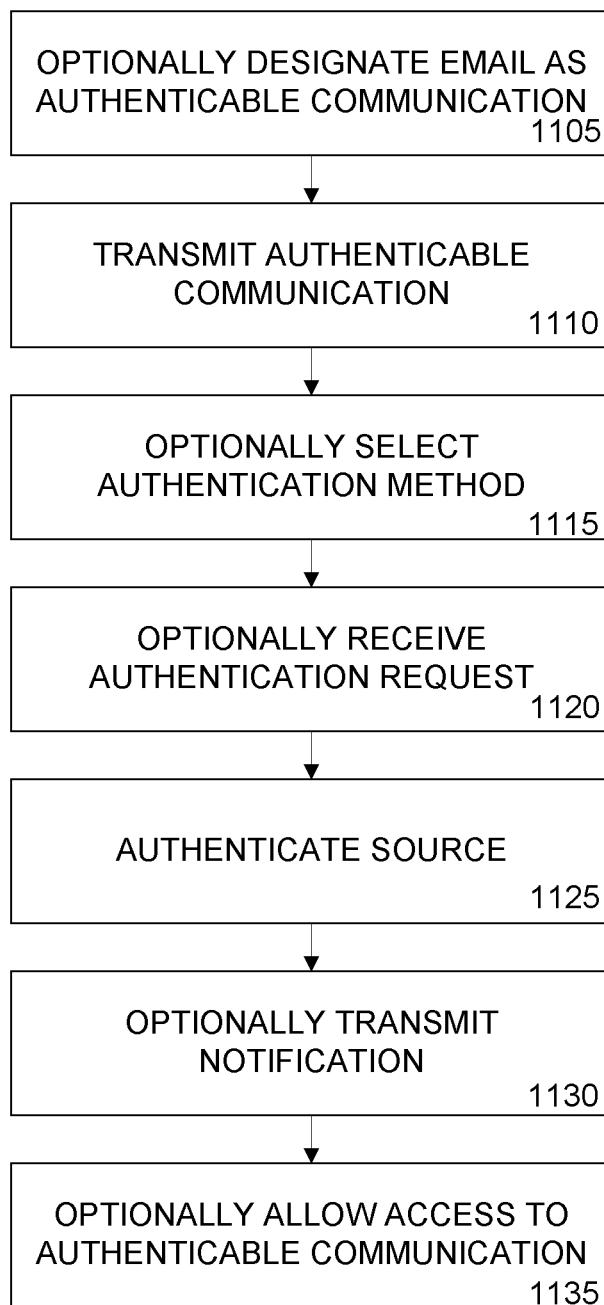 OPTIONALLY DESIGNATE EMAIL AS
AUTHENTICABLE COMMUNICATION
1105
TRANSMIT AUTHENTICABLE
COMMUNICATION
1110
OPTIONALLY SELECT
AUTHENTICATION METHOD
1115
OPTIONALLY RECEIVE
AUTHENTICATION REQUEST
1120
AUTHENTICATE SOURCE
1125
OPTIONALLY TRANSMIT
NOTIFICATION
1130
OPTIONALLY ALLOW ACCESS TO
AUTHENTICABLE COMMUNICATION
1135